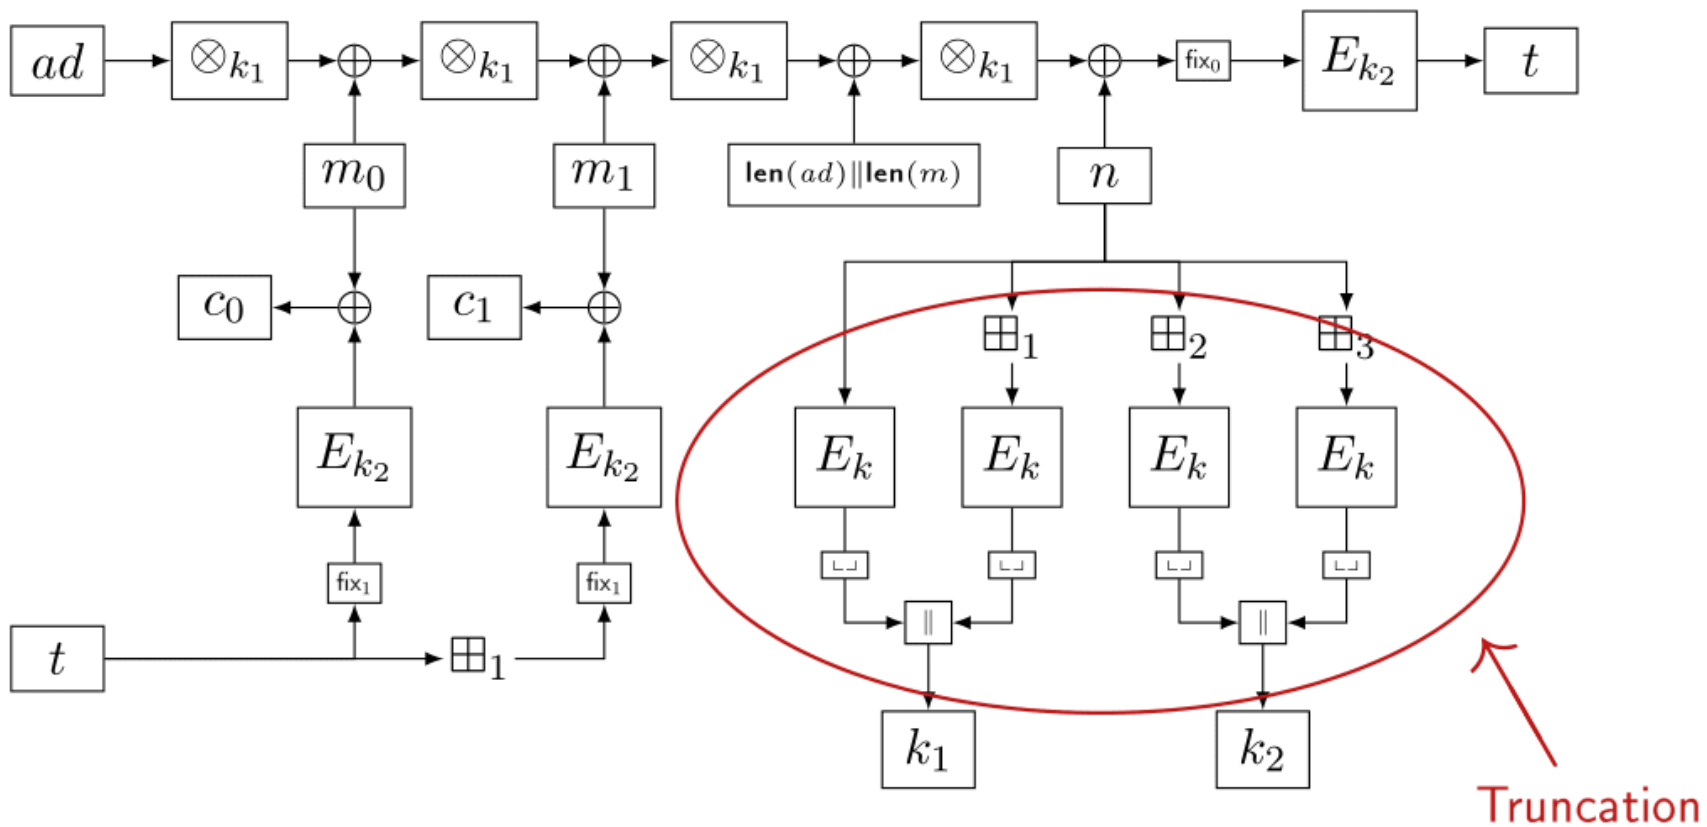 ad ⊗k₁ ⊕ ⊗k₁ ⊕ ⊗k₁ ⊕ ⊗k₁ ⊕ fix₀ Eₖ₂ t
m₀ m₁ len(ad)∥len(m) n
c₀ ⊕ c₁ ⊕
⊞₁ ⊞₂ ⊞₃
Eₖ₂ Eₖ₂ Eₖ Eₖ Eₖ Eₖ
fix₁ fix₁ ⌞⌟ ⌞⌟ ⌞⌟ ⌞⌟
∥ ∥
t ⊞₁
k₁ k₂
Truncation